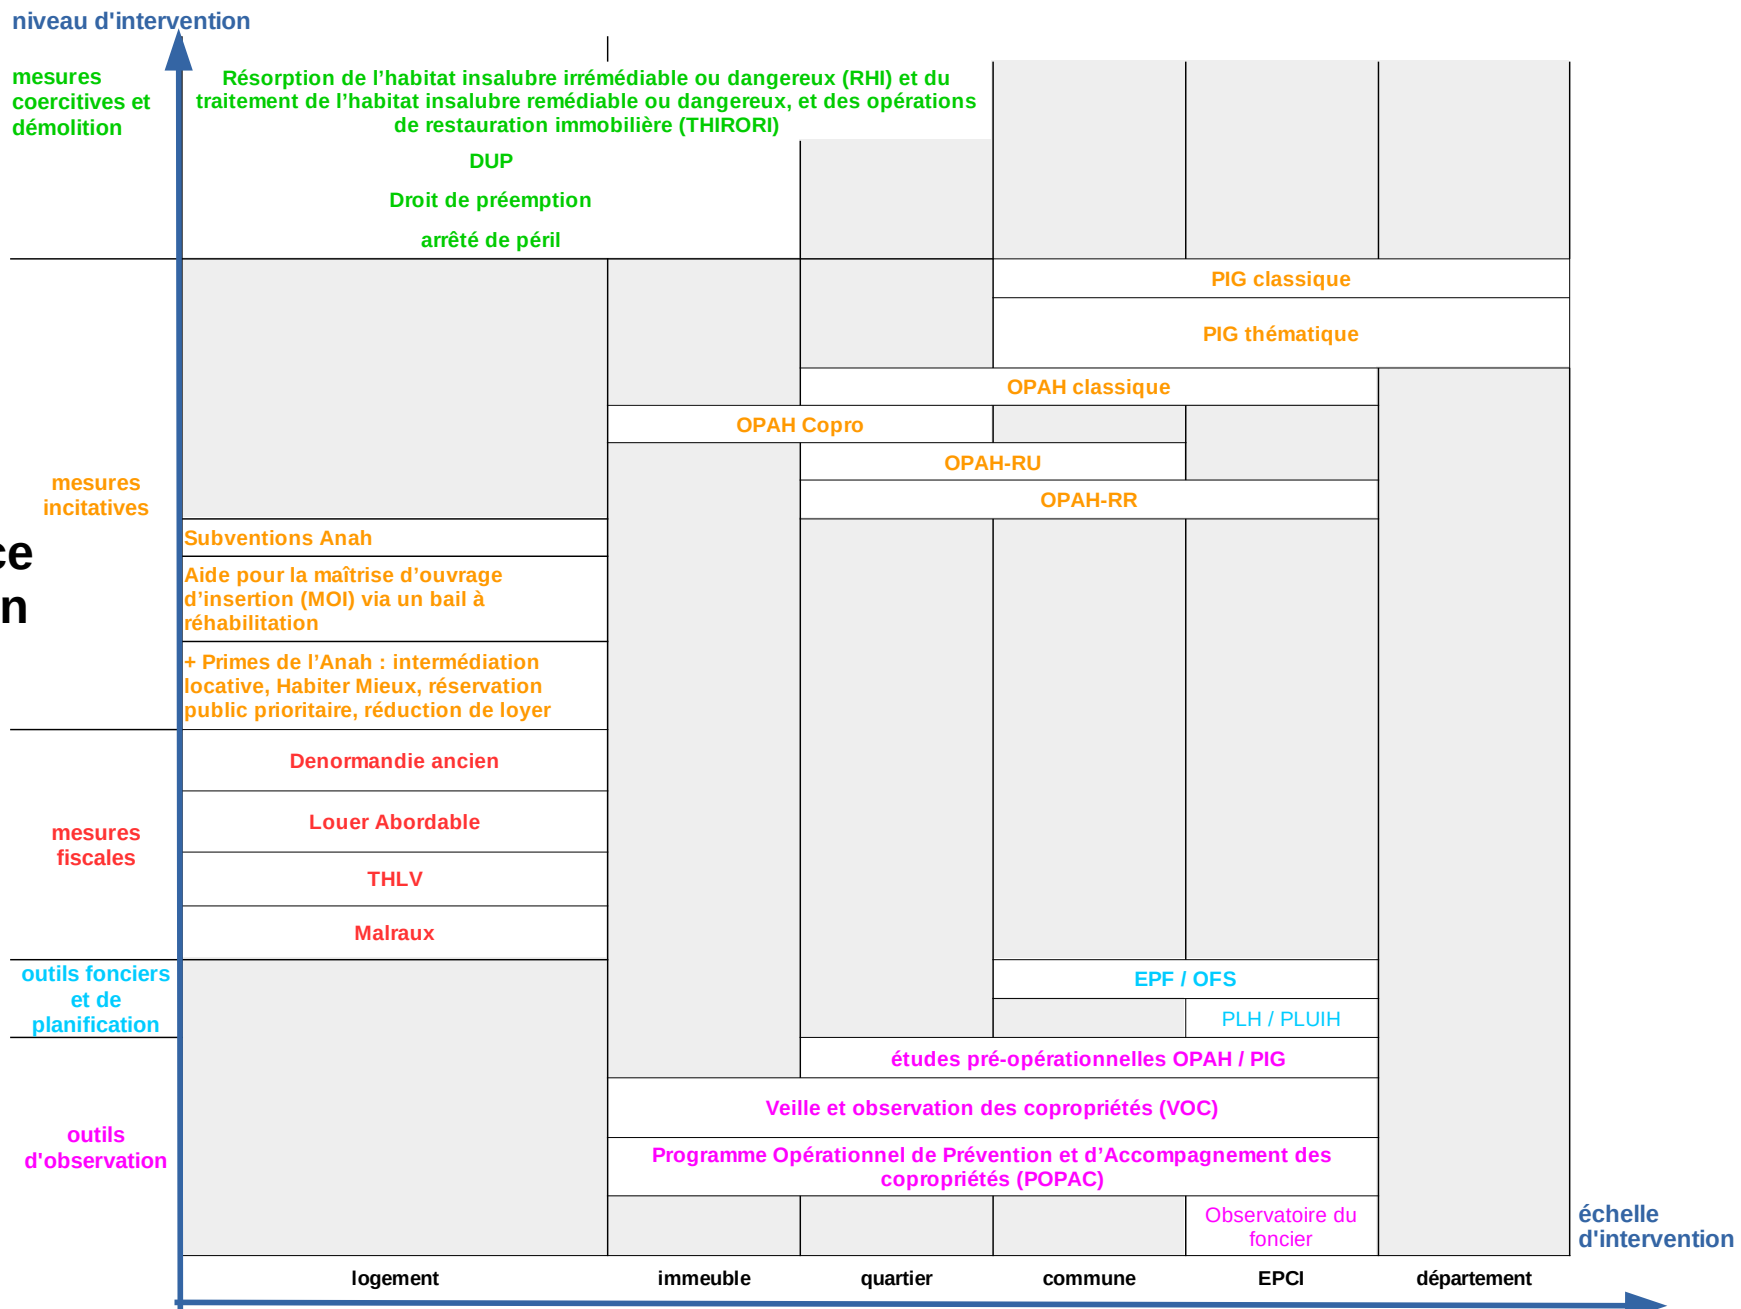 niveau d'intervention
mesures
coercitives et
démolition
Résorption de l’habitat insalubre irrémédiable ou dangereux (RHI) et du
traitement de l’habitat insalubre remédiable ou dangereux, et des opérations
de restauration immobilière (THIRORI)
DUP
Droit de préemption
arrêté de péril
PIG classique
PIG thématique
OPAH classique
OPAH Copro
OPAH-RU
OPAH-RR
mesures
incitatives
Subventions Anah
Aide pour la maîtrise d’ouvrage
d’insertion (MOI) via un bail à
réhabilitation
+ Primes de l’Anah : intermédiation
locative, Habiter Mieux, réservation
public prioritaire, réduction de loyer
mesures
fiscales
Denormandie ancien
Louer Abordable
THLV
Malraux
outils fonciers
et de
planification
EPF / OFS
PLH / PLUIH
études pré-opérationnelles OPAH / PIG
outils
d'observation
Veille et observation des copropriétés (VOC)
Programme Opérationnel de Prévention et d’Accompagnement des
copropriétés (POPAC)
Observatoire du
foncier
échelle
d'intervention
logement immeuble quartier commune EPCI département